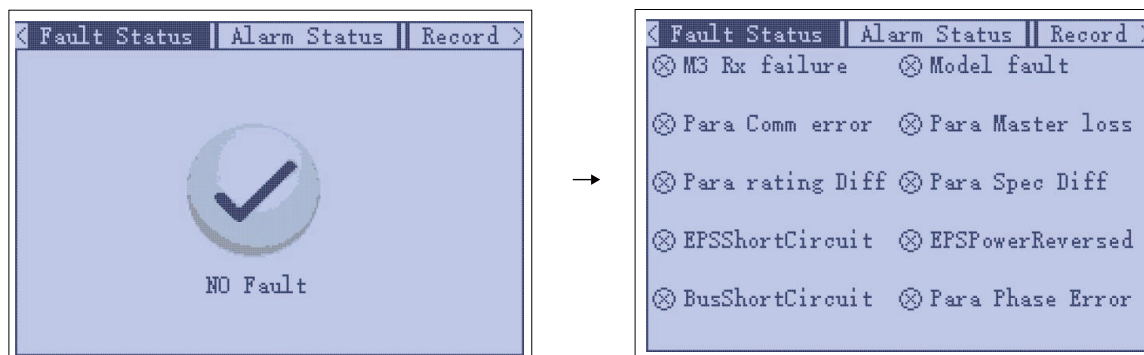 < Fault Status || Alarm Status || Record >
NO Fault
→
< Fault Status || Alarm Status || Record >
⊗ M3 Rx failure ⊗ Model fault
⊗ Para Comm error ⊗ Para Master loss
⊗ Para rating Diff ⊗ Para Spec Diff
⊗ EPSShortCircuit ⊗ EPSPowerReversed
⊗ BusShortCircuit ⊗ Para Phase Error